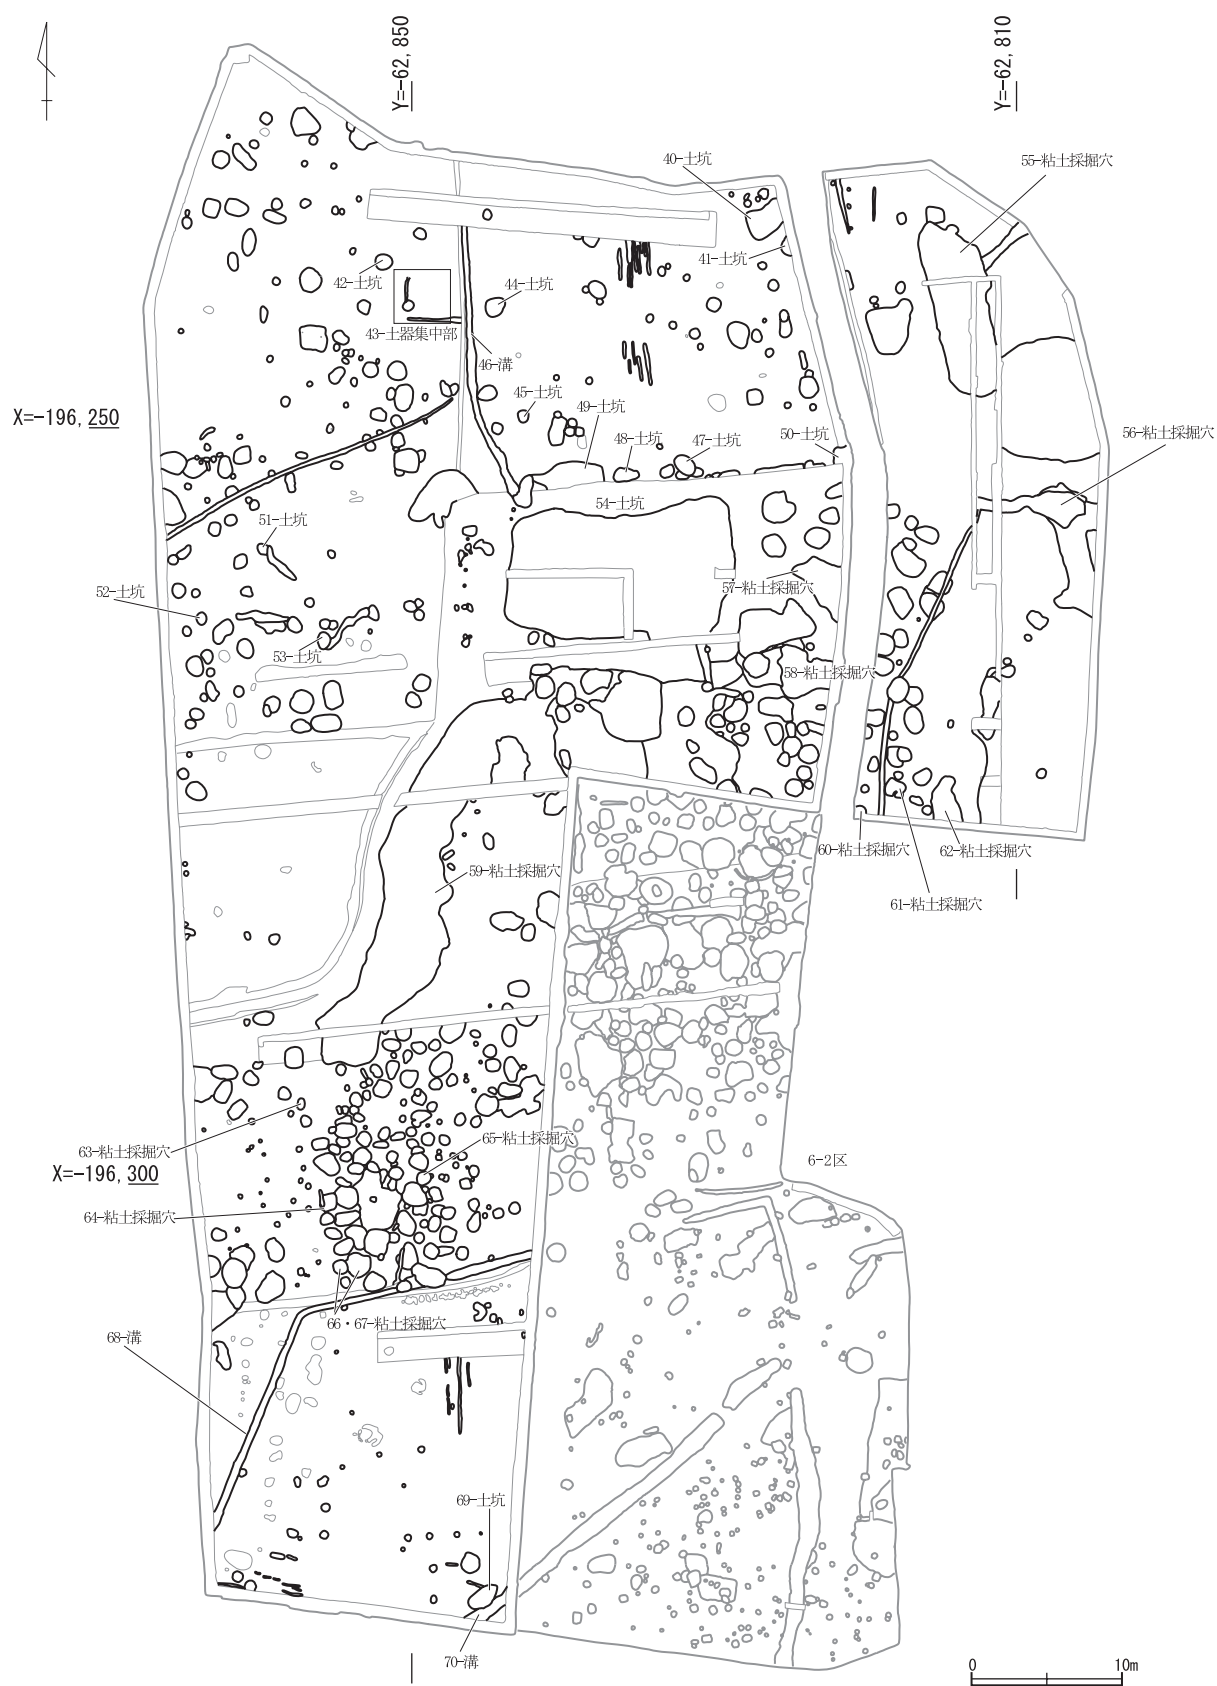 Y=-62, 850
Y=-62, 810
40-土坑
55-粘土採掘穴
41-土坑
42-土坑
44-土坑
43-土器集中部
46-溝
45-土坑
49-土坑
X=-196, 250
48-土坑
47-土坑
50-土坑
56-粘土採掘穴
54-土坑
51-土坑
57-粘土採掘穴
52-土坑
53-土坑
58-粘土採掘穴
60-粘土採掘穴
62-粘土採掘穴
59-粘土採掘穴
61-粘土採掘穴
65-粘土採掘穴
63-粘土採掘穴
6-2区
X=-196, 300
64-粘土採掘穴
66・67-粘土採掘穴
68-溝
69-土坑
70-溝
0 10m